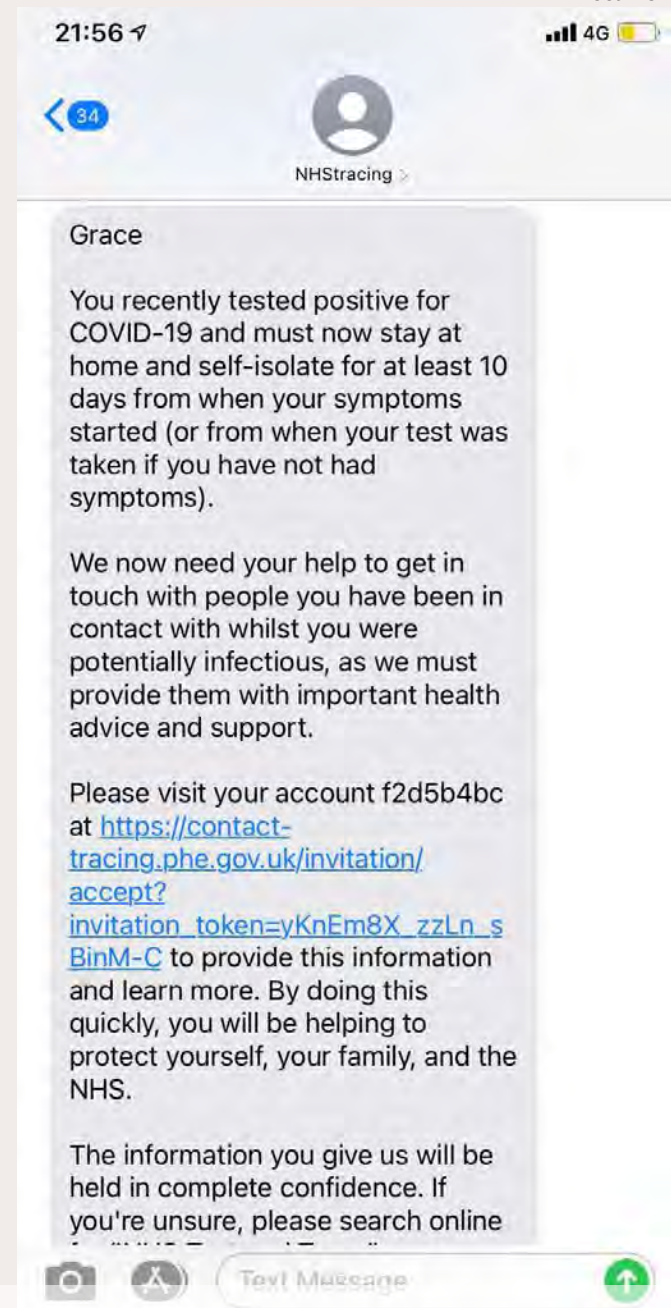 21:56
4G
34
NHStracing >
Grace
You recently tested positive for
COVID-19 and must now stay at
home and self-isolate for at least 10
days from when your symptoms
started (or from when your test was
taken if you have not had
symptoms).
We now need your help to get in
touch with people you have been in
contact with whilst you were
potentially infectious, as we must
provide them with important health
advice and support.
Please visit your account f2d5b4bc
at https://contact-
tracing.phe.gov.uk/invitation/
accept?
invitation_token=yKnEm8X_zzLn_s
BinM-C to provide this information
and learn more. By doing this
quickly, you will be helping to
protect yourself, your family, and the
NHS.
The information you give us will be
held in complete confidence. If
you're unsure, please search online
Text Message